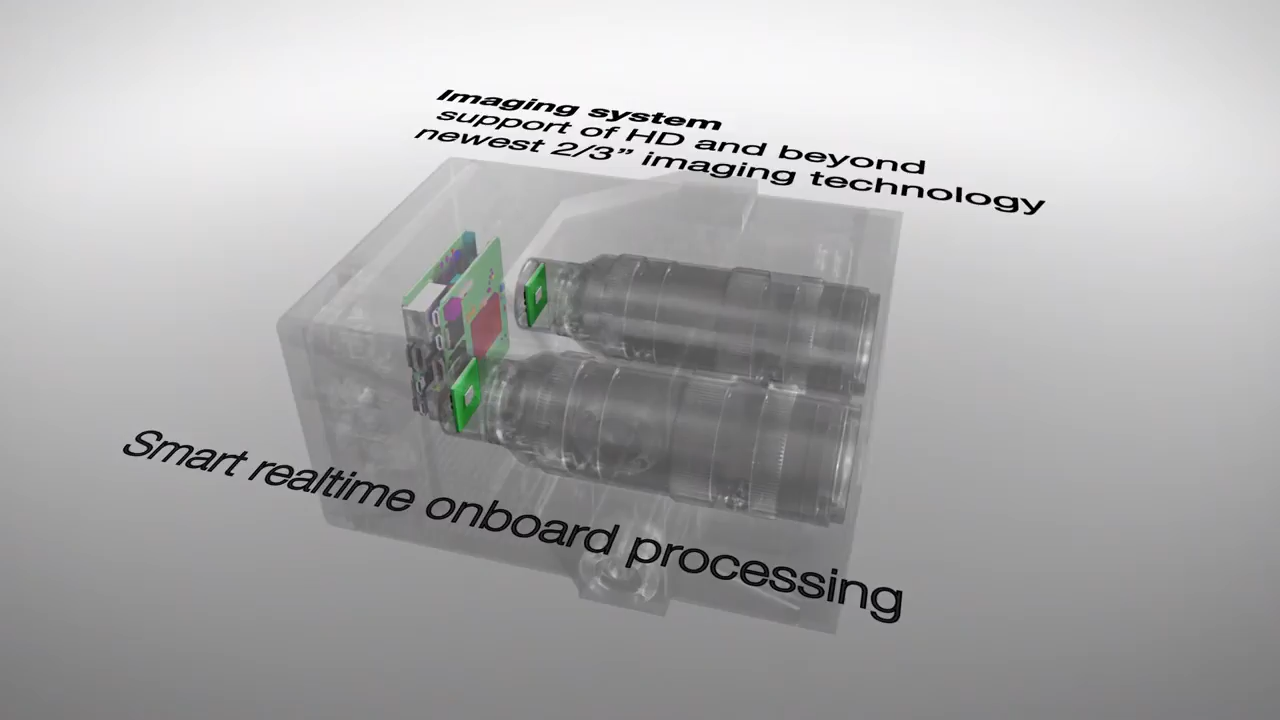 Imaging system
support of HD and beyond
newest 2/3” imaging technology
Smart realtime onboard processing